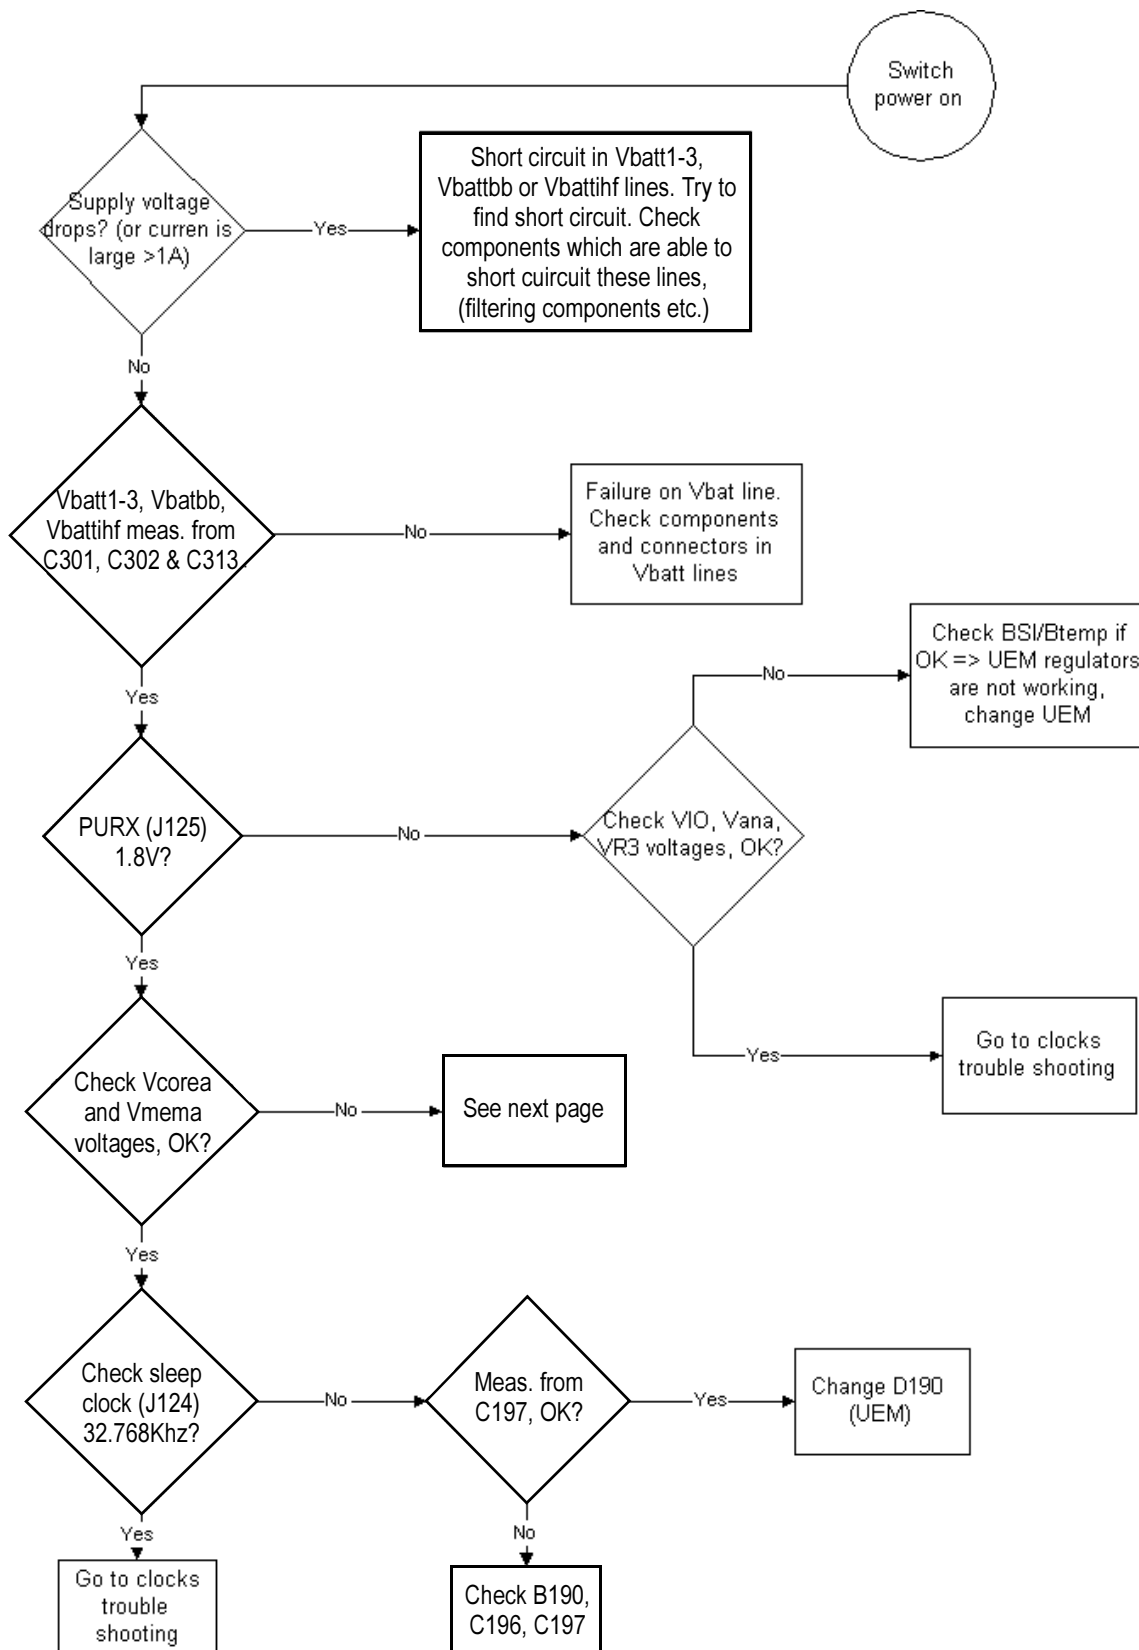 Switch
power on
Supply voltage
drops? (or curren is
large >1A)
Yes
Short circuit in Vbatt1-3,
Vbattbb or Vbattihf lines. Try to
find short circuit. Check
components which are able to
short cuircuit these lines,
(filtering components etc.)
No
Vbatt1-3, Vbatbb,
Vbattihf meas. from
C301, C302 & C313.
No
Failure on Vbat line.
Check components
and connectors in
Vbatt lines
Yes
PURX (J125)
1.8V?
No
Check VIO, Vana,
VR3 voltages, OK?
No
Check BSI/Btemp if
OK => UEM regulators
are not working,
change UEM
Yes
Go to clocks
trouble shooting
Yes
Check Vcorea
and Vmema
voltages, OK?
No
See next page
Yes
Check sleep
clock (J124)
32.768Khz?
No
Meas. from
C197, OK?
Yes
Change D190
(UEM)
No
Check B190,
C196, C197
Yes
Go to clocks
trouble
shooting